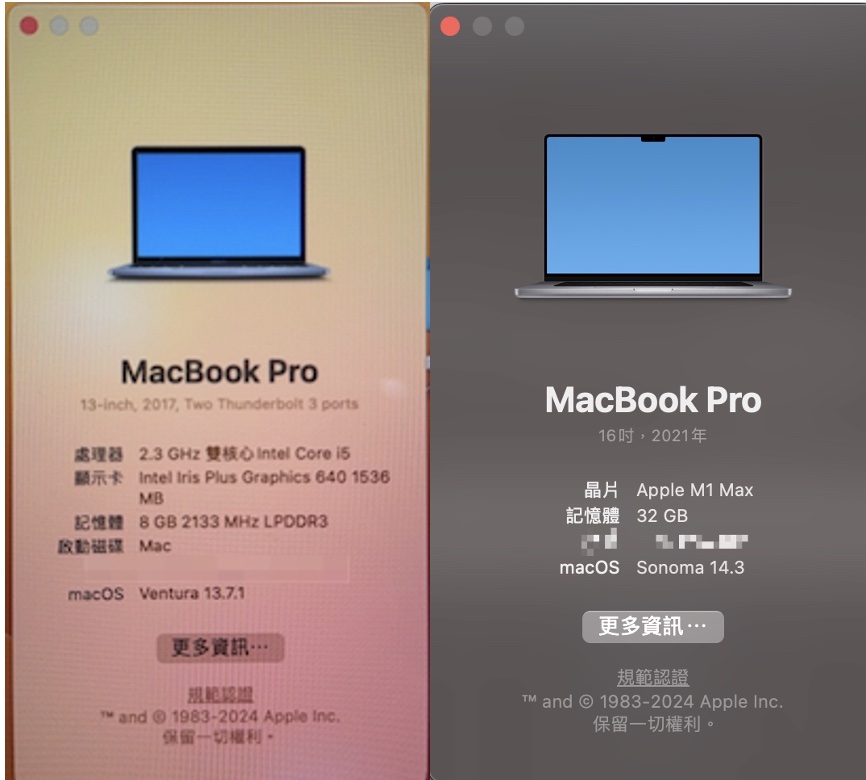 MacBook Pro
13-inch, 2017, Two Thunderbolt 3 ports
處理器 2.3 GHz 雙核心 Intel Core i5
顯示卡 Intel Iris Plus Graphics 640 1536
MB
記憶體 8 GB 2133 MHz LPDDR3
啟動磁碟 Mac
macOS Ventura 13.7.1
更多資訊⋯
規範認證
™ and © 1983-2024 Apple Inc.
保留一切權利。
MacBook Pro
16吋，2021年
晶片 Apple M1 Max
記憶體 32 GB
macOS Sonoma 14.3
更多資訊⋯
規範認證
™ and © 1983-2024 Apple Inc.
保留一切權利。